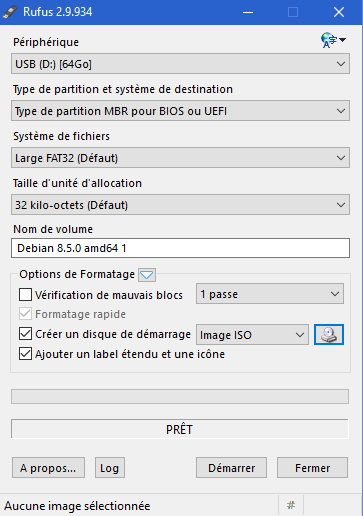 Rufus 2.9.934
Périphérique
USB (D:) [64Go]
Type de partition et système de destination
Type de partition MBR pour BIOS ou UEFI
Système de fichiers
Large FAT32 (Défaut)
Taille d'unité d'allocation
32 kilo-octets (Défaut)
Nom de volume
Debian 8.5.0 amd64 1
Options de Formatage
Vérification de mauvais blocs 1 passe
Formatage rapide
Créer un disque de démarrage Image ISO
Ajouter un label étendu et une icône
PRÊT
A propos... Log Démarrer Fermer
Aucune image sélectionnée #